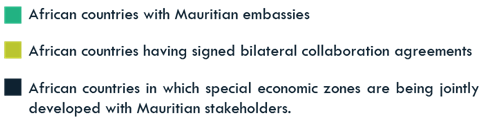 African countries with Mauritian embassies
African countries having signed bilateral collaboration agreements
African countries in which special economic zones are being jointly
developed with Mauritian stakeholders.